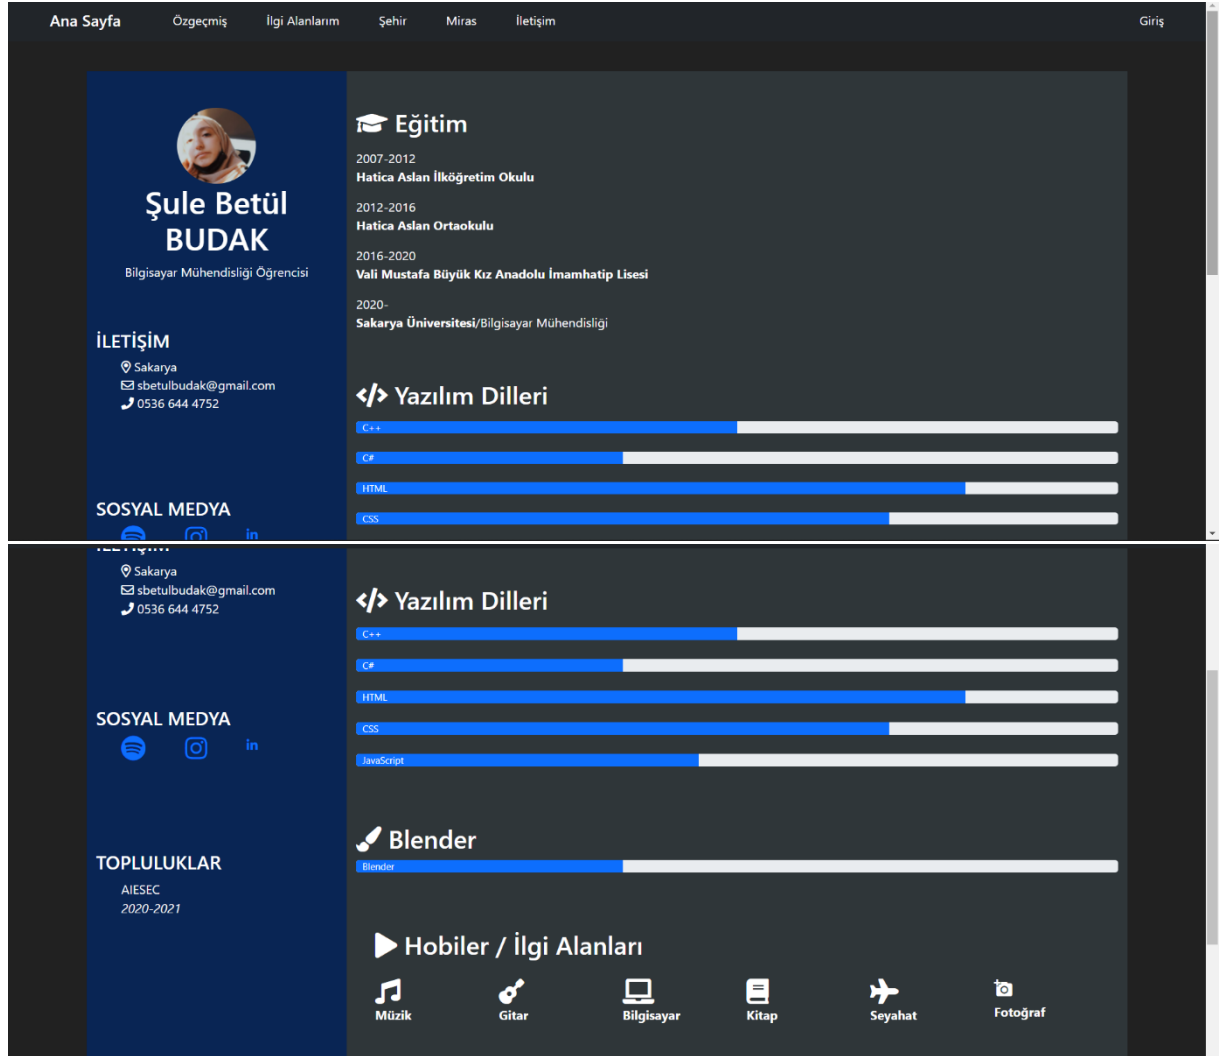 Ana Sayfa Özgeçmiş İlgi Alanlarım Şehir Miras İletişim Giriş
Şule Betül
BUDAK
Bilgisayar Mühendisliği Öğrencisi
İLETİŞİM
Sakarya
sbetulbudak@gmail.com
0536 644 4752
SOSYAL MEDYA
in
Eğitim
2007-2012
Hatica Aslan İlköğretim Okulu
2012-2016
Hatica Aslan Ortaokulu
2016-2020
Vali Mustafa Büyük Kız Anadolu İmamhatip Lisesi
2020-
Sakarya Üniversitesi/Bilgisayar Mühendisliği
</> Yazılım Dilleri
C++
C#
HTML
CSS
İLETİŞİM
Sakarya
sbetulbudak@gmail.com
0536 644 4752
SOSYAL MEDYA
in
TOPLULUKLAR
AIESEC
2020-2021
</> Yazılım Dilleri
C++
C#
HTML
CSS
JavaScript
Blender
Blender
Hobiler / İlgi Alanları
Müzik Gitar Bilgisayar Kitap Seyahat Fotoğraf